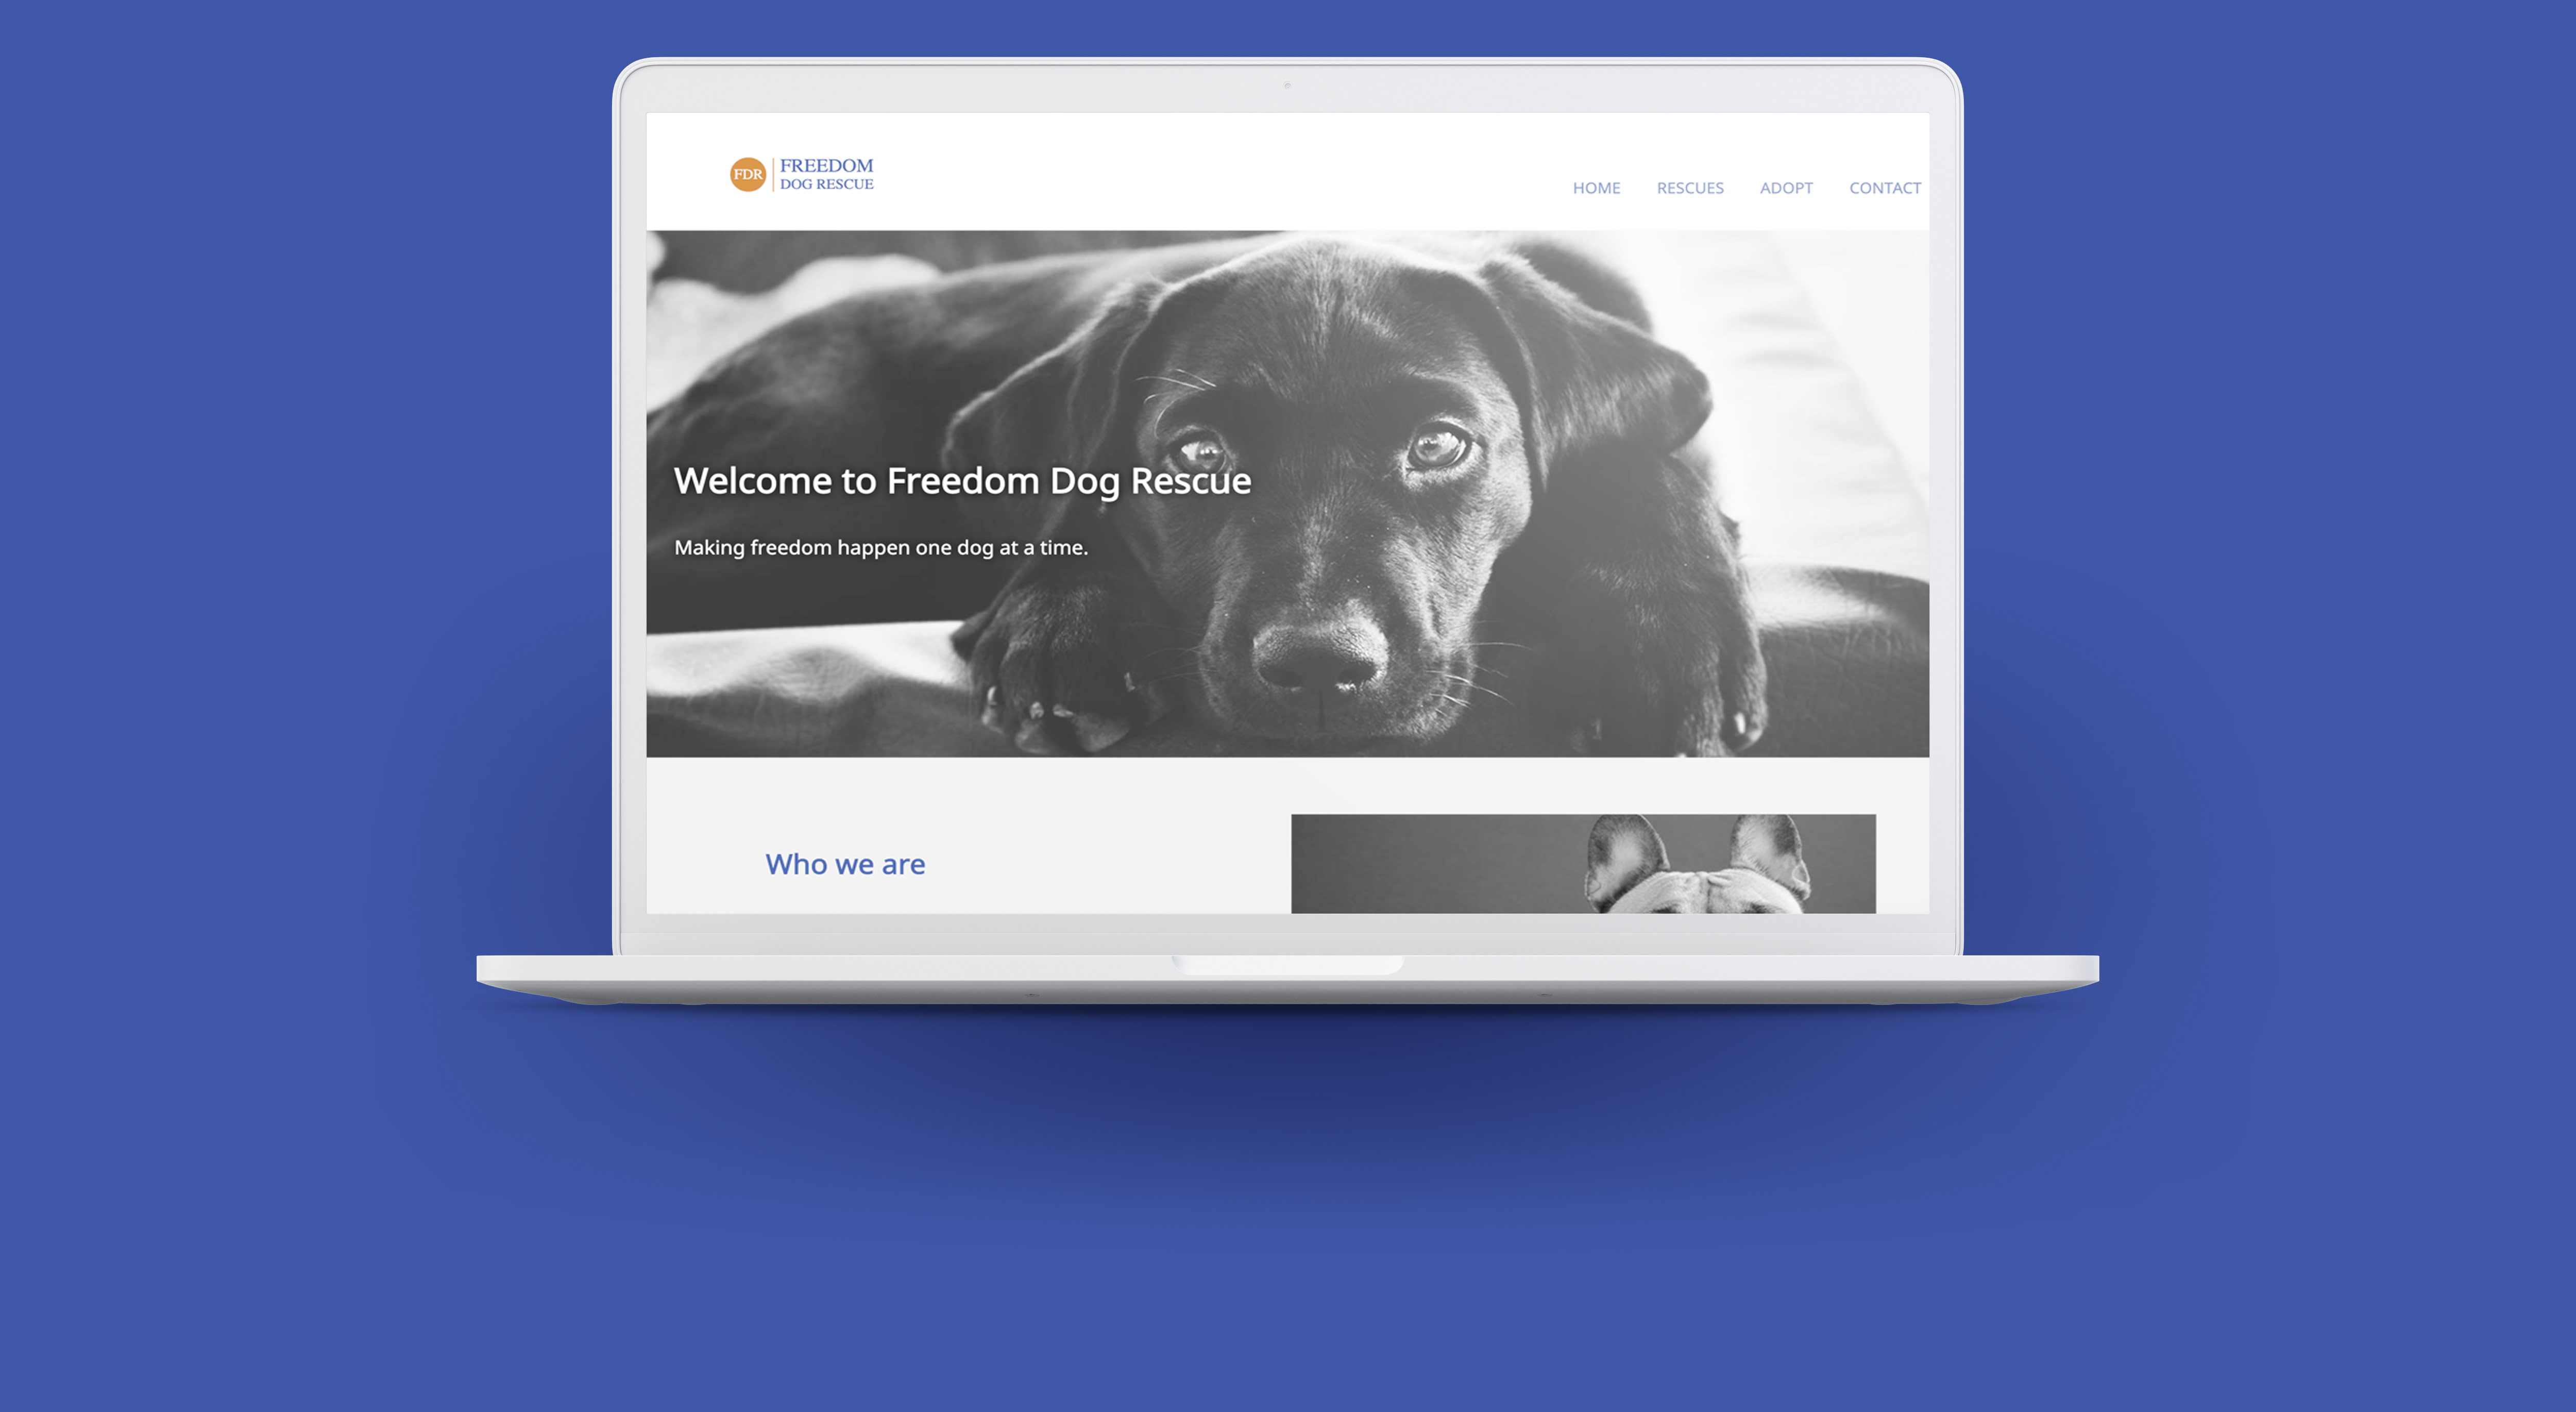 FDR
FREEDOM
DOG RESCUE
HOME RESCUES ADOPT CONTACT
Welcome to Freedom Dog Rescue
Making freedom happen one dog at a time.
Who we are